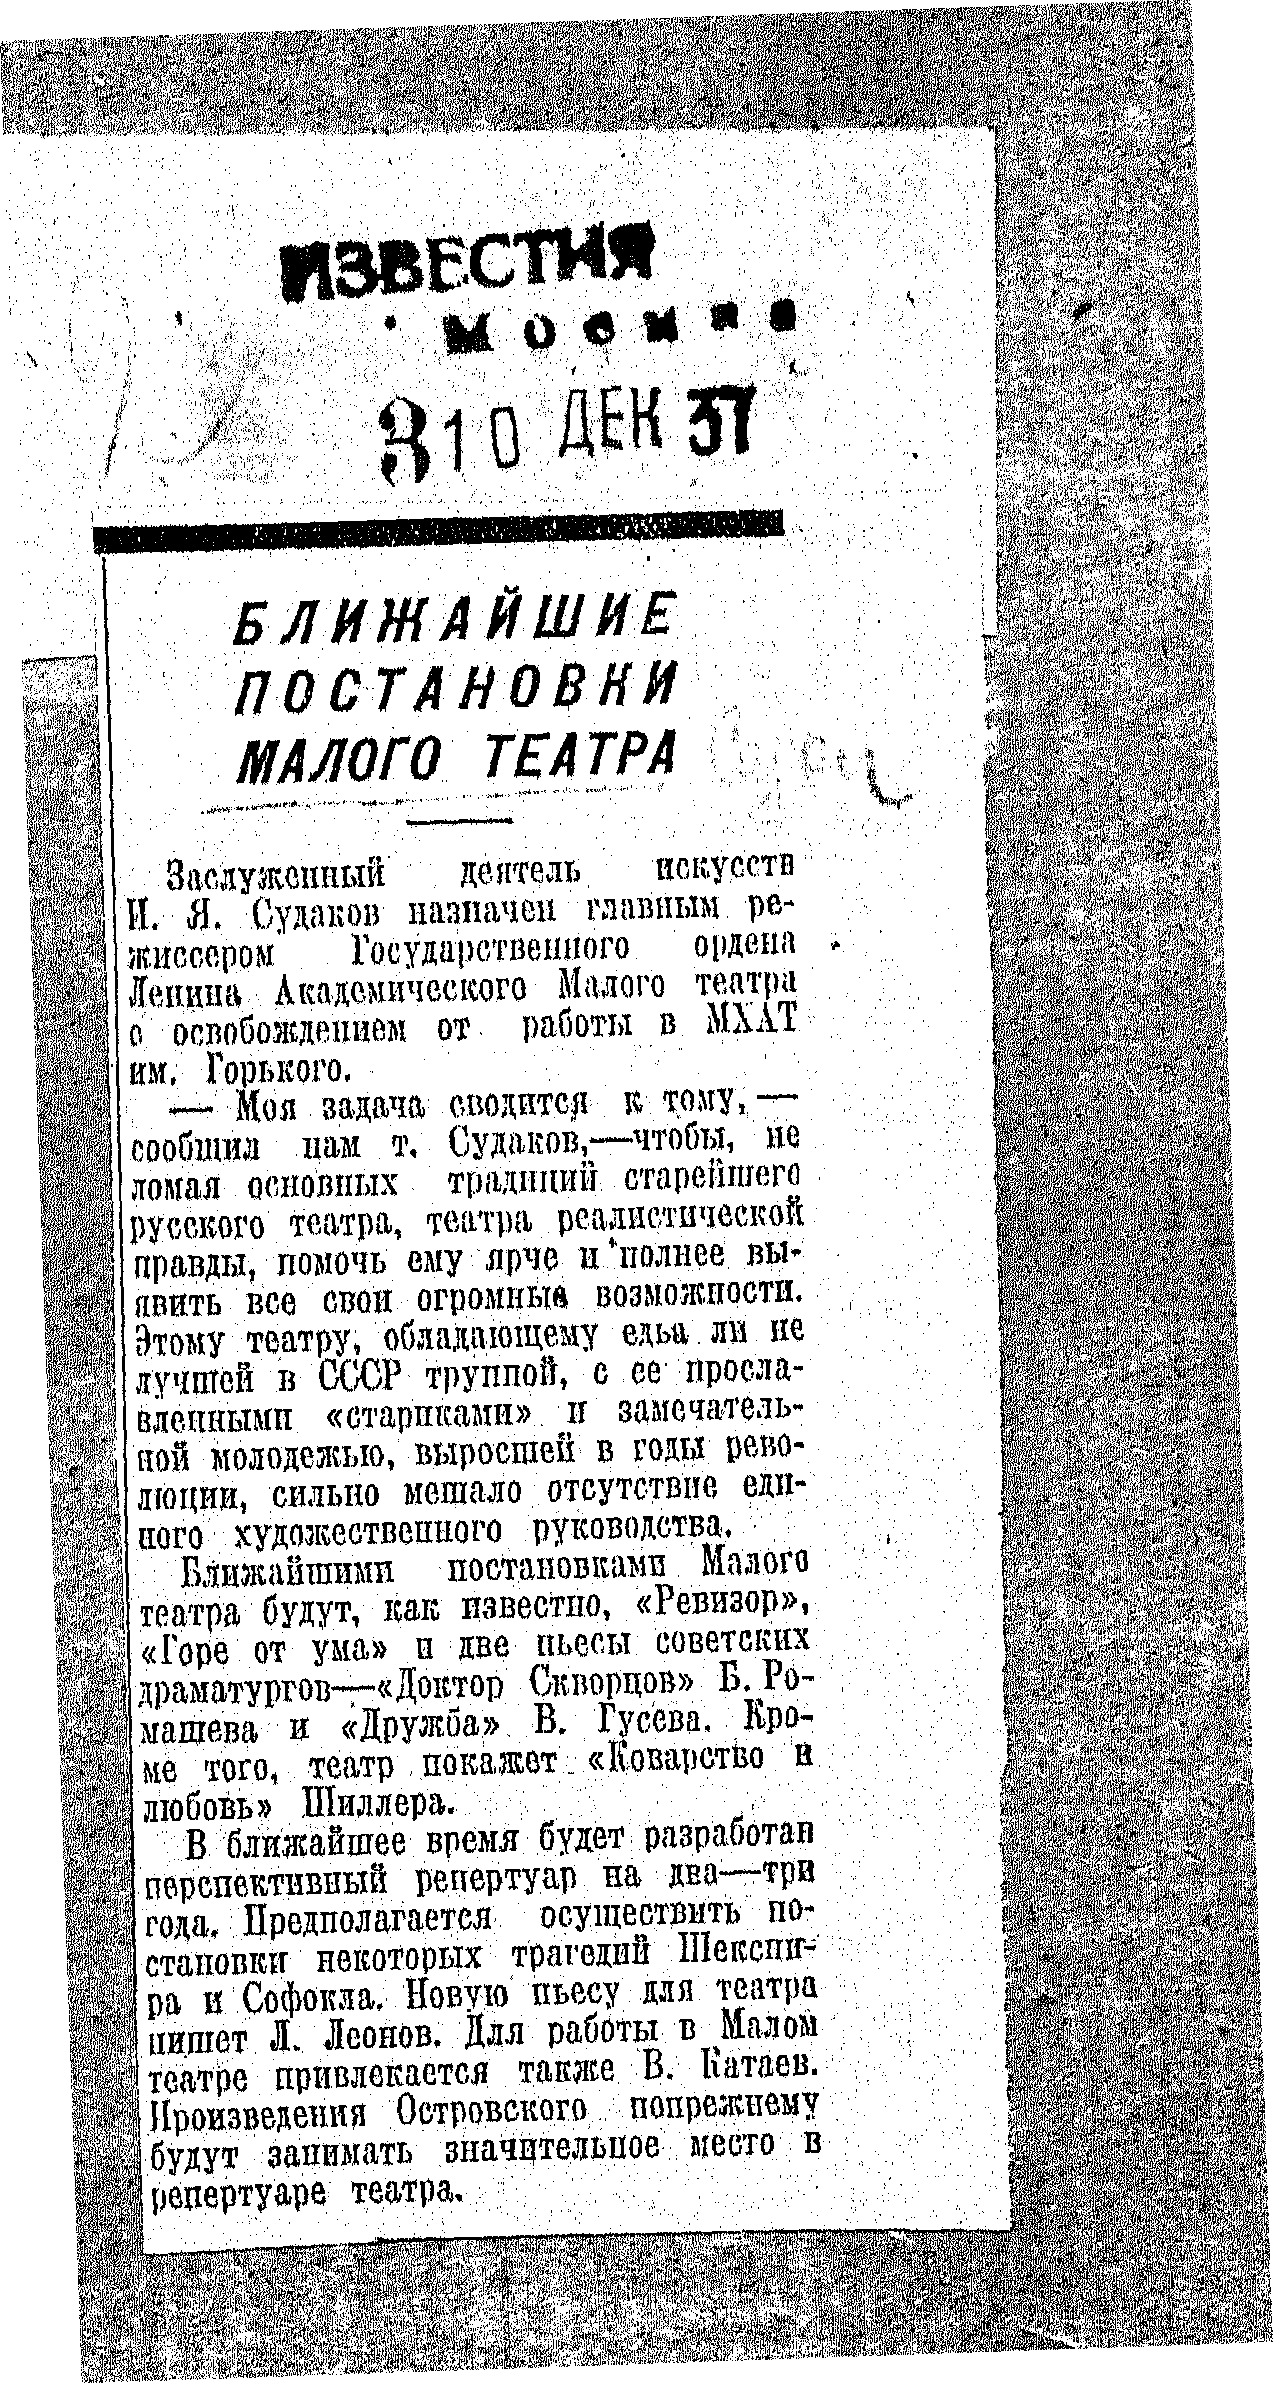 ИЗВЕСТИЯ
Москва
3 10 ДЕК 37
БЛИЖАЙШИЕ
ПОСТАНОВКИ
МАЛОГО ТЕАТРА
Заслуженный деятель искусств
И. Я. Судаков назначен главным ре-
жиссером Государственного ордена
Ленина Академического Малого театра
с освобождением от работы в МХАТ
им. Горького.
— Моя задача сводится к тому, —
сообщил нам т. Судаков,—чтобы, не
ломая основных традиций старейшего
русского театра, театра реалистической
правды, помочь ему ярче и полнее вы-
явить все свои огромные возможности.
Этому театру, обладающему едва ли не
лучшей в СССР труппой, с ее просла-
вленными «стариками» и замечатель-
ной молодежью, выросшей в годы рево-
люции, сильно мешало отсутствие еди-
ного художественного руководства.
Ближайшими постановками Малого
театра будут, как известно, «Ревизор»,
«Горе от ума» и две пьесы советских
драматургов—«Доктор Скворцов» Б. Ро-
машева и «Дружба» В. Гусева. Кро-
ме того, театр покажет «Коварство и
любовь» Шиллера.
В ближайшее время будет разработан
перспективный репертуар на два—три
года. Предполагается осуществить по-
становки некоторых трагедий Шекспи-
ра и Софокла. Новую пьесу для театра
пишет Л. Леонов. Для работы в Малом
театре привлекается также В. Катаев.
Произведения Островского попрежнему
будут занимать значительное место в
репертуаре театра.